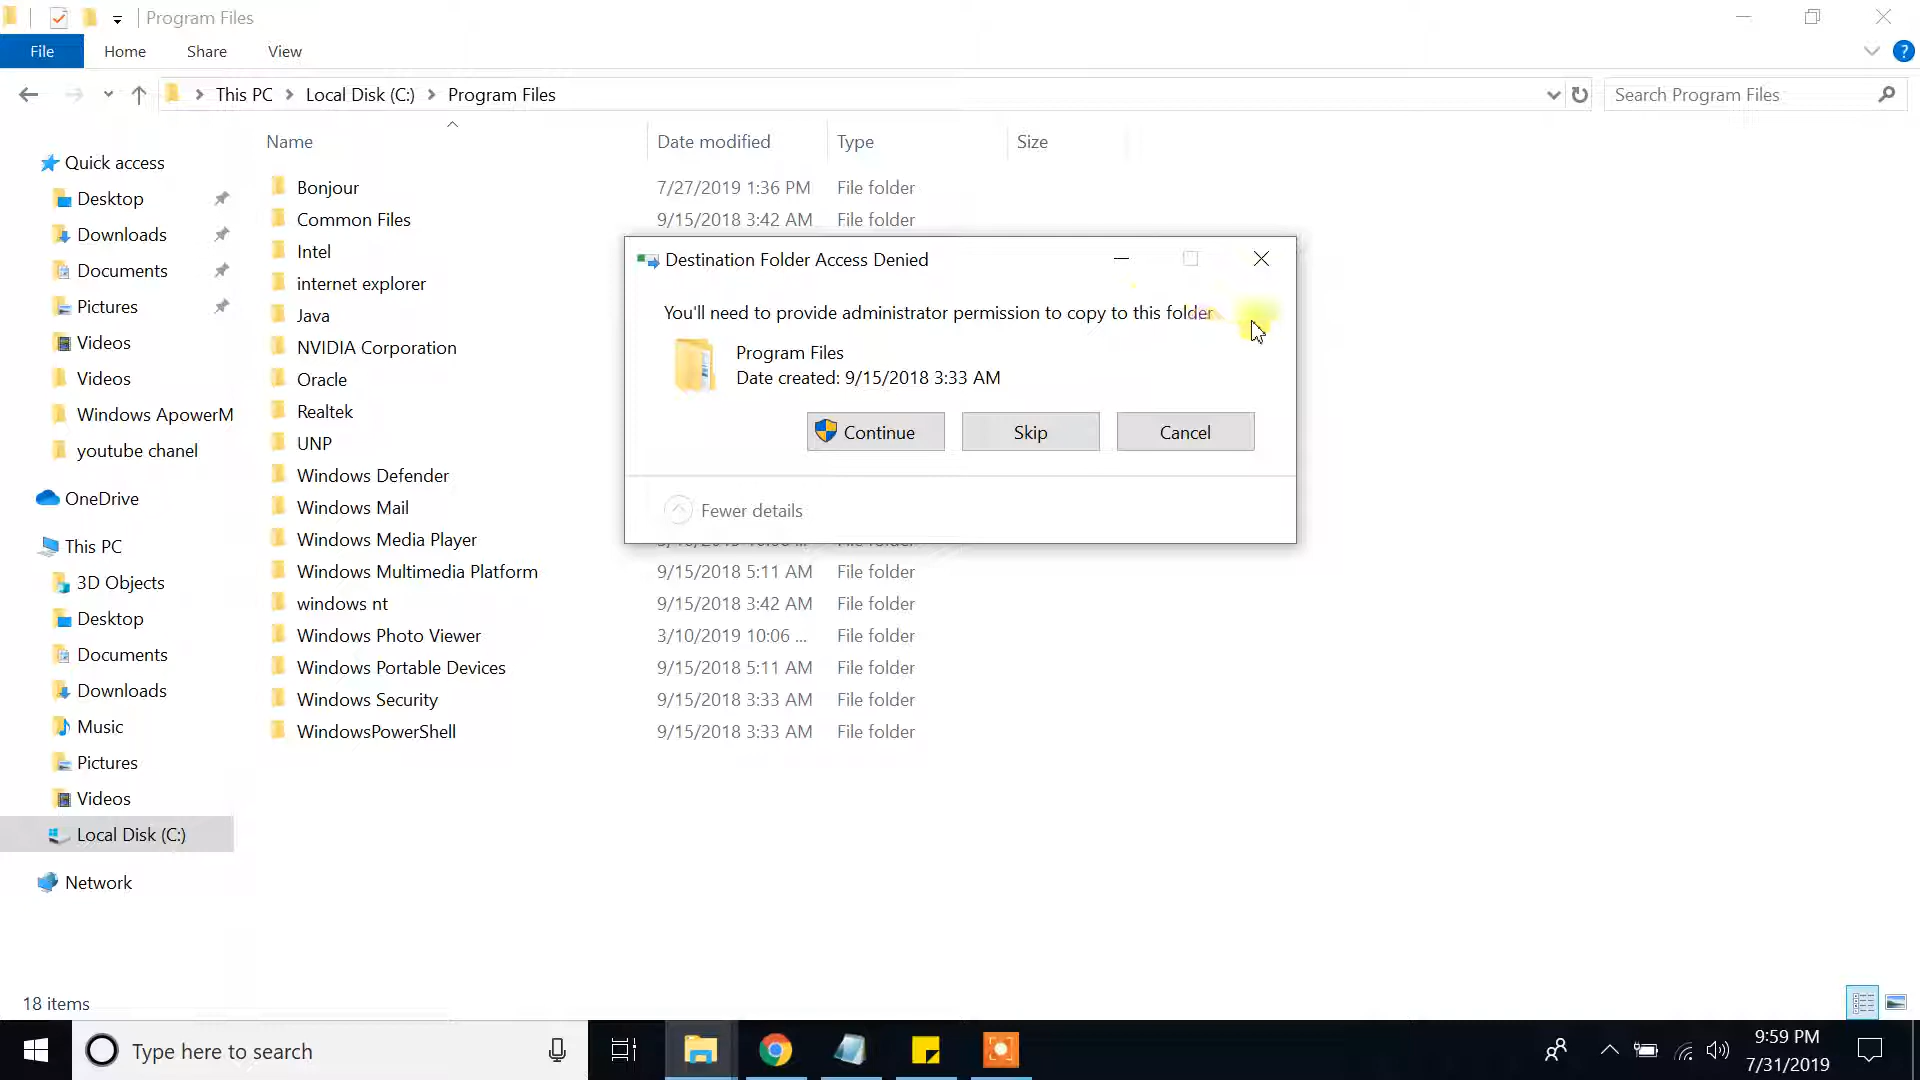 Program Files
File Home Share View
This PC Local Disk (C:) Program Files Search Program Files
Name Date modified Type Size
Quick access
Desktop
Downloads
Documents
Pictures
Videos
Videos
Windows ApowerM
youtube chanel
OneDrive
This PC
3D Objects
Desktop
Documents
Downloads
Music
Pictures
Videos
Local Disk (C:)
Network
Bonjour 7/27/2019 1:36 PM File folder
Common Files 9/15/2018 3:42 AM File folder
Intel
internet explorer
Java
NVIDIA Corporation
Oracle
Realtek
UNP
Windows Defender
Windows Mail
Windows Media Player
Windows Multimedia Platform 9/15/2018 5:11 AM File folder
windows nt 9/15/2018 3:42 AM File folder
Windows Photo Viewer 3/10/2019 10:06 ... File folder
Windows Portable Devices 9/15/2018 5:11 AM File folder
Windows Security 9/15/2018 3:33 AM File folder
WindowsPowerShell 9/15/2018 3:33 AM File folder
Destination Folder Access Denied
You'll need to provide administrator permission to copy to this folder
Program Files
Date created: 9/15/2018 3:33 AM
Continue Skip Cancel
Fewer details
18 items
Type here to search
9:59 PM
7/31/2019